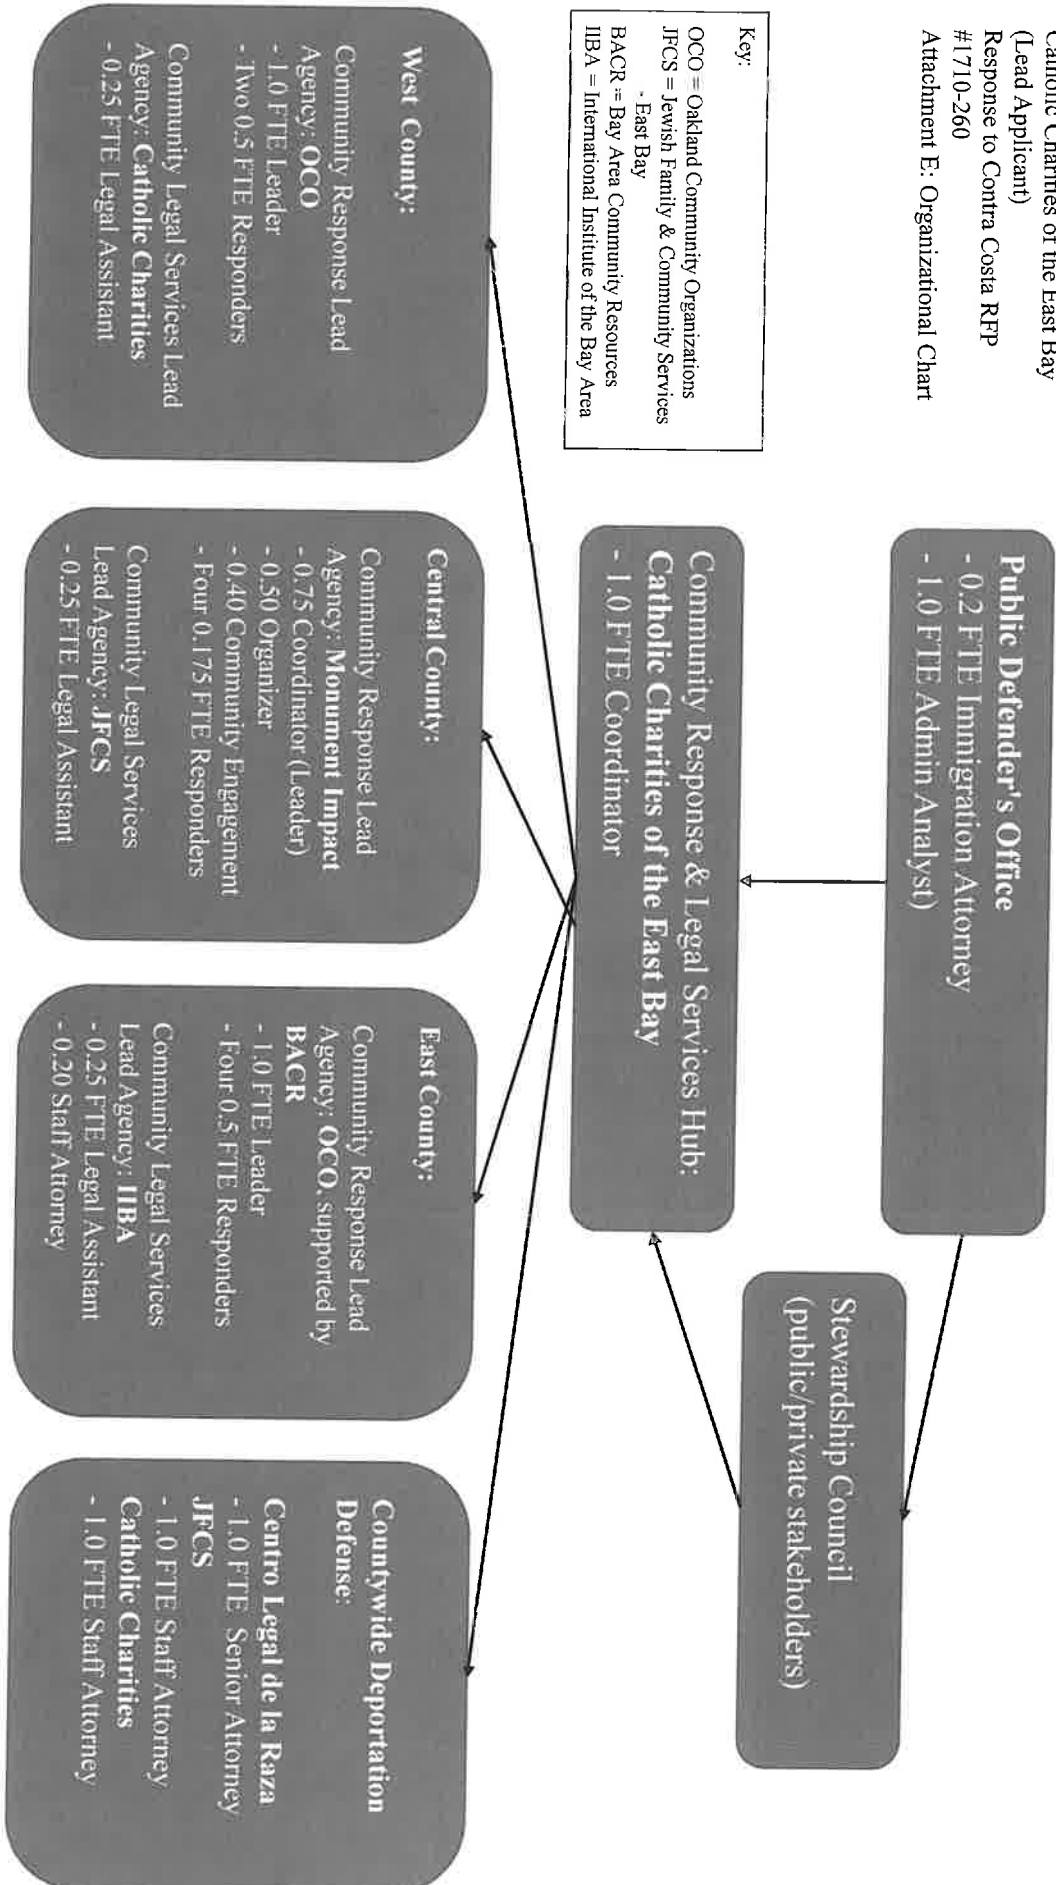 Catholic Charities of the East Bay
(Lead Applicant)
Response to Contra Costa RFP
#1710-260
Attachment E: Organizational Chart
Public Defender's Office
- 0.2 FTE Immigration Attorney
- 1.0 FTE Admin Analyst)
Stewardship Council
(public/private stakeholders)
Key:
OCO = Oakland Community Organizations
JFCS = Jewish Family & Community Services
- East Bay
BACR = Bay Area Community Resources
IIBA = International Institute of the Bay Area
Community Response & Legal Services Hub:
Catholic Charities of the East Bay
- 1.0 FTE Coordinator
West County:
Community Response Lead
Agency: OCO
- 1.0 FTE Leader
- Two 0.5 FTE Responders
Community Legal Services Lead
Agency: Catholic Charities
- 0.25 FTE Legal Assistant
Central County:
Community Response Lead
Agency: Monument Impact
- 0.75 Coordinator (Leader)
- 0.50 Organizer
- 0.40 Community Engagement
- Four 0.175 FTE Responders
Community Legal Services
Lead Agency: JFCS
- 0.25 FTE Legal Assistant
East County:
Community Response Lead
Agency: OCO, supported by
BACR
- 1.0 FTE Leader
- Four 0.5 FTE Responders
Community Legal Services
Lead Agency: IIBA
- 0.25 FTE Legal Assistant
- 0.20 Staff Attorney
Countywide Deportation
Defense:
Centro Legal de la Raza
- 1.0 FTE Senior Attorney
JFCS
- 1.0 FTE Staff Attorney
Catholic Charities
- 1.0 FTE Staff Attorney